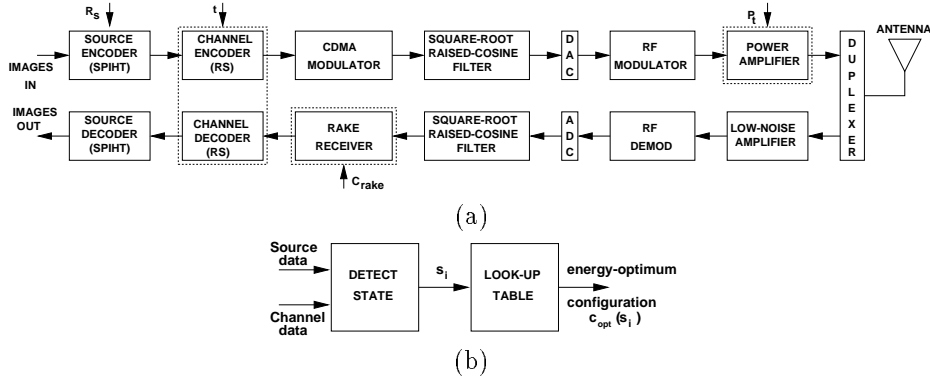 R_s
t
P_t
SOURCE
ENCODER
(SPIHT)
CHANNEL
ENCODER
(RS)
CDMA
MODULATOR
SQUARE-ROOT
RAISED-COSINE
FILTER
DAC
RF
MODULATOR
POWER
AMPLIFIER
DUPLEXER
ANTENNA
IMAGES
IN
IMAGES
OUT
SOURCE
DECODER
(SPIHT)
CHANNEL
DECODER
(RS)
RAKE
RECEIVER
SQUARE-ROOT
RAISED-COSINE
FILTER
ADC
RF
DEMOD
LOW-NOISE
AMPLIFIER
C_rake
(a)
Source
data
Channel
data
DETECT
STATE
s_i
LOOK-UP
TABLE
energy-optimum
configuration
c_opt (s_i)
(b)